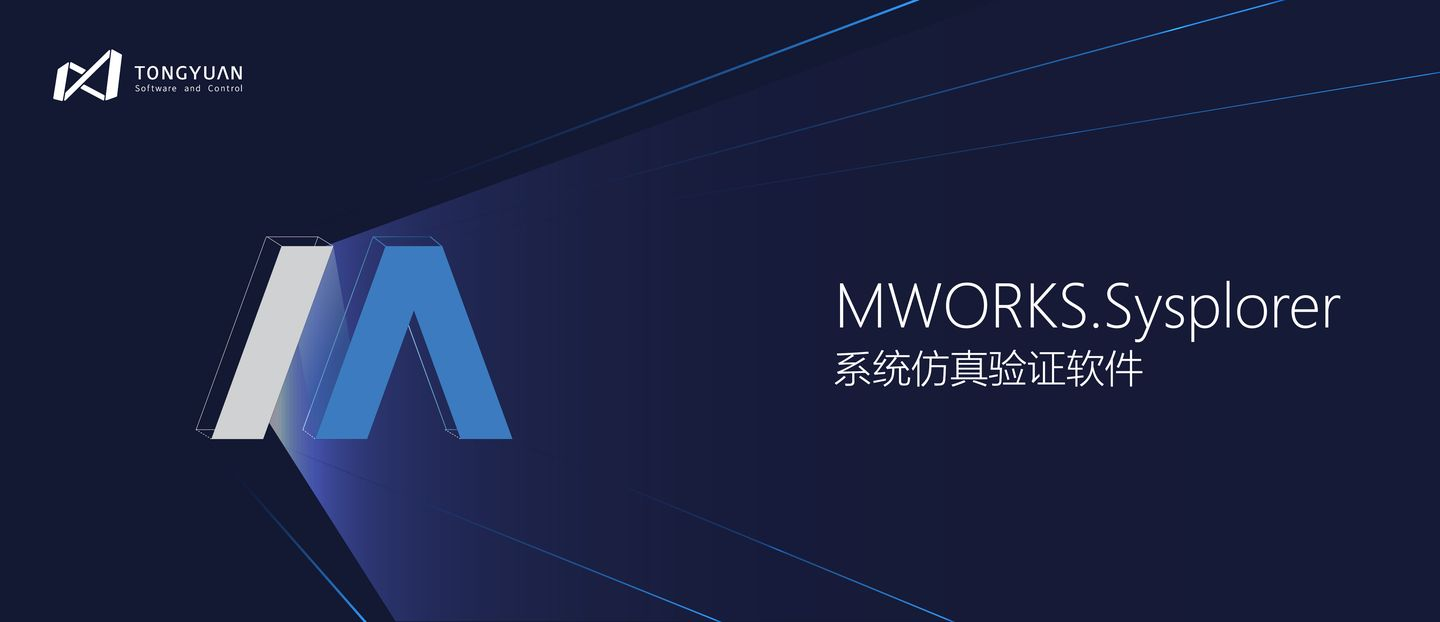 TONGYUAN
Software and Control
MWORKS.Sysplorer
系统仿真验证软件